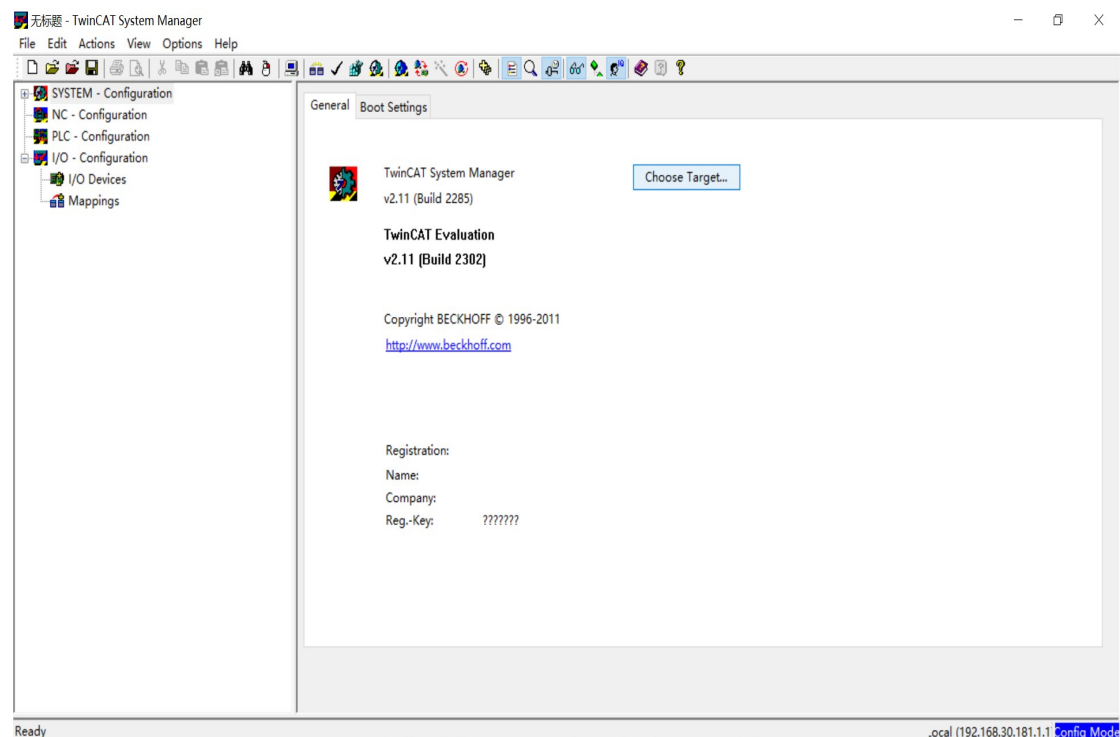 无标题 - TwinCAT System Manager
File Edit Actions View Options Help
SYSTEM - Configuration
NC - Configuration
PLC - Configuration
I/O - Configuration
I/O Devices
Mappings
General Boot Settings
TwinCAT System Manager
v2.11 (Build 2285)
Choose Target...
TwinCAT Evaluation
v2.11 (Build 2302)
Copyright BECKHOFF © 1996-2011
http://www.beckhoff.com
Registration:
Name:
Company:
Reg.-Key: ???????
Ready
.ocal (192.168.30.181.1.1 Config Mode